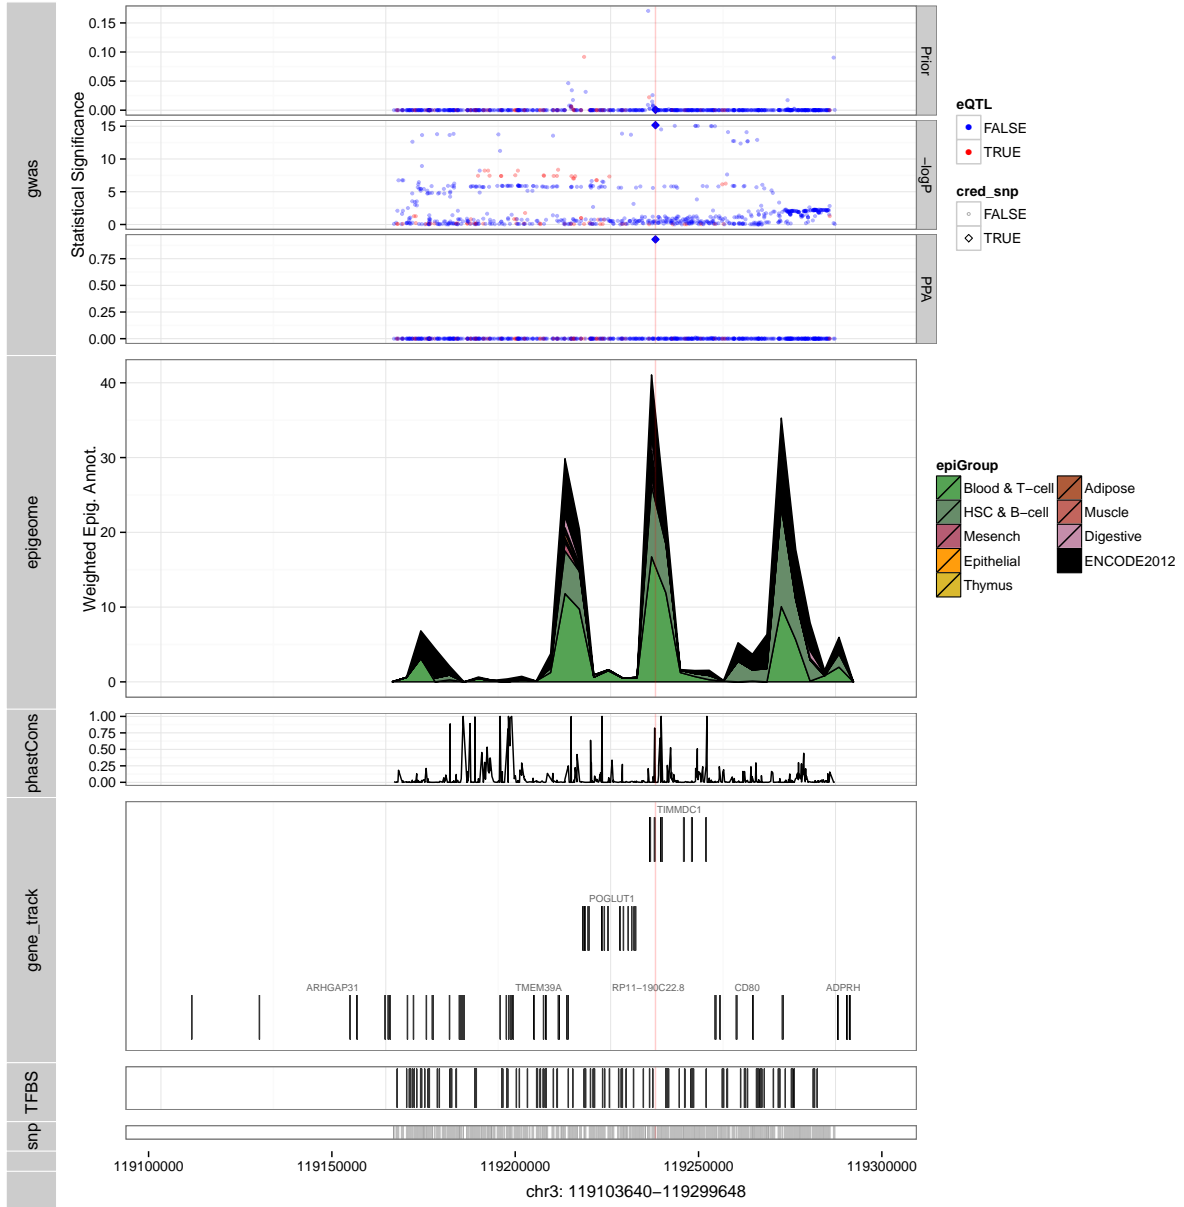 gwas
Statistical Significance
0.15
0.10
0.05
0.00
Prior
15
10
5
0
−logP
0.75
0.50
0.25
0.00
PPA
eQTL
FALSE
TRUE
cred_snp
FALSE
TRUE
epigeome
Weighted Epig. Annot.
40
30
20
10
0
epiGroup
Blood & T−cell
HSC & B−cell
Mesench
Epithelial
Thymus
Adipose
Muscle
Digestive
ENCODE2012
phastCons
1.00
0.75
0.50
0.25
0.00
gene_track
TIMMDC1
POGLUT1
ARHGAP31
TMEM39A
RP11−190C22.8
CD80
ADPRH
TFBS
snp
119100000
119150000
119200000
119250000
119300000
chr3: 119103640−119299648